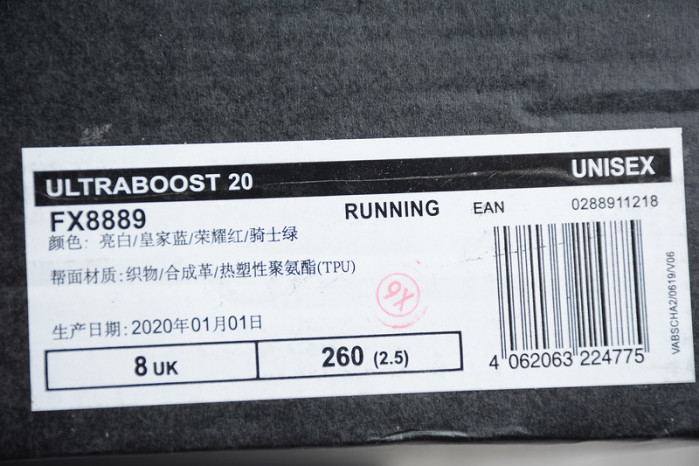 ULTRABOOST 20 UNISEX
FX8889 RUNNING EAN 0288911218
颜色: 亮白/皇家蓝/荣耀红/骑士绿
帮面材质:织物/合成革/热塑性聚氨酯(TPU)
生产日期:2020年01月01日
8 UK 260 (2.5)
4 062063 224775
VABSCHA2/0619/V06